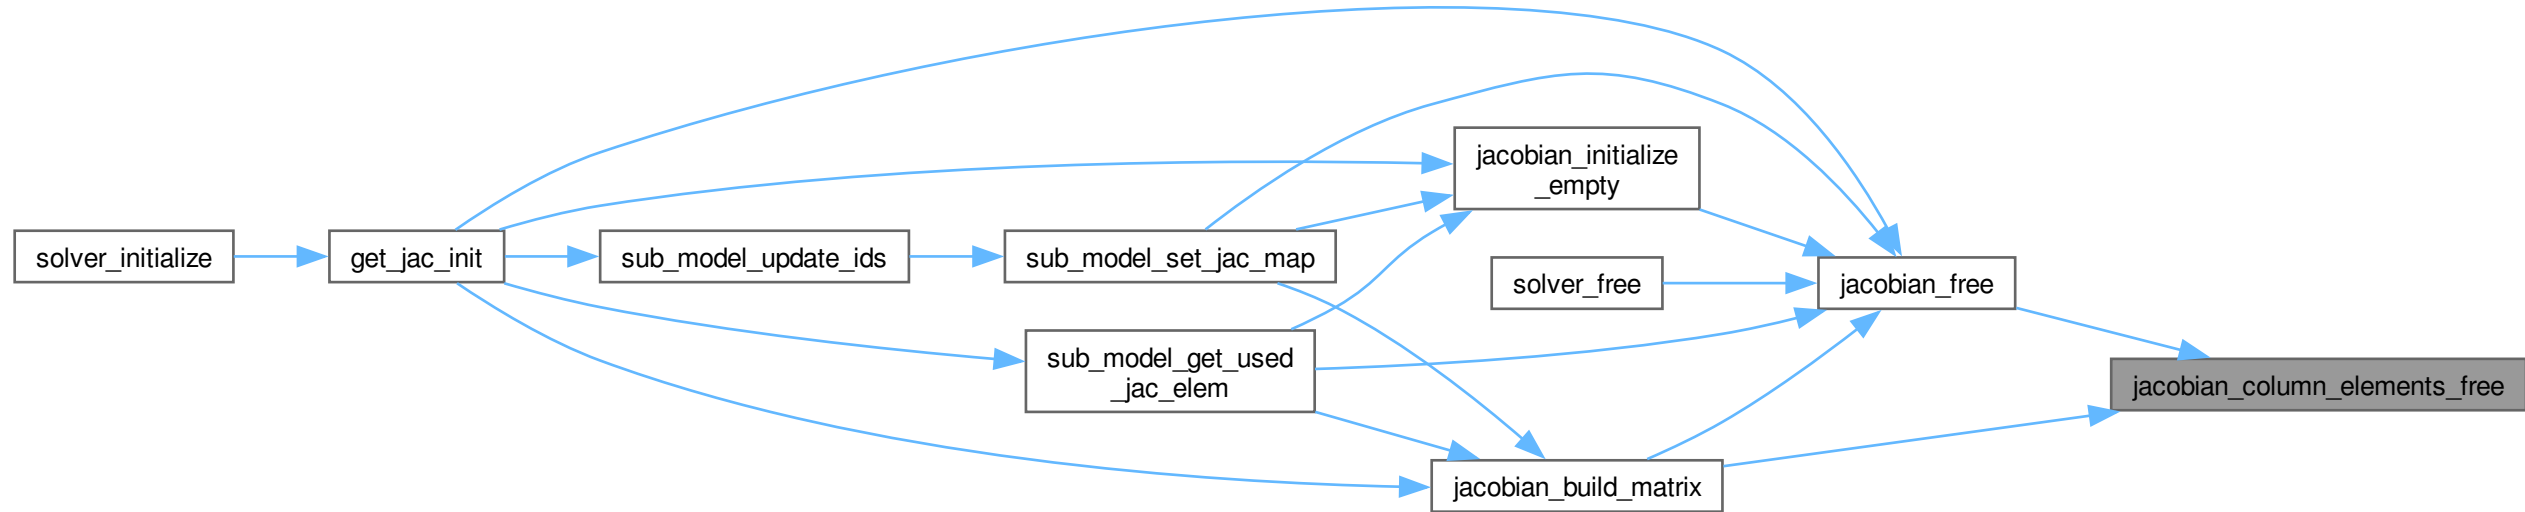 jacobian_initialize
_empty
solver_initialize
get_jac_init
sub_model_update_ids
sub_model_set_jac_map
solver_free
jacobian_free
sub_model_get_used
_jac_elem
jacobian_column_elements_free
jacobian_build_matrix